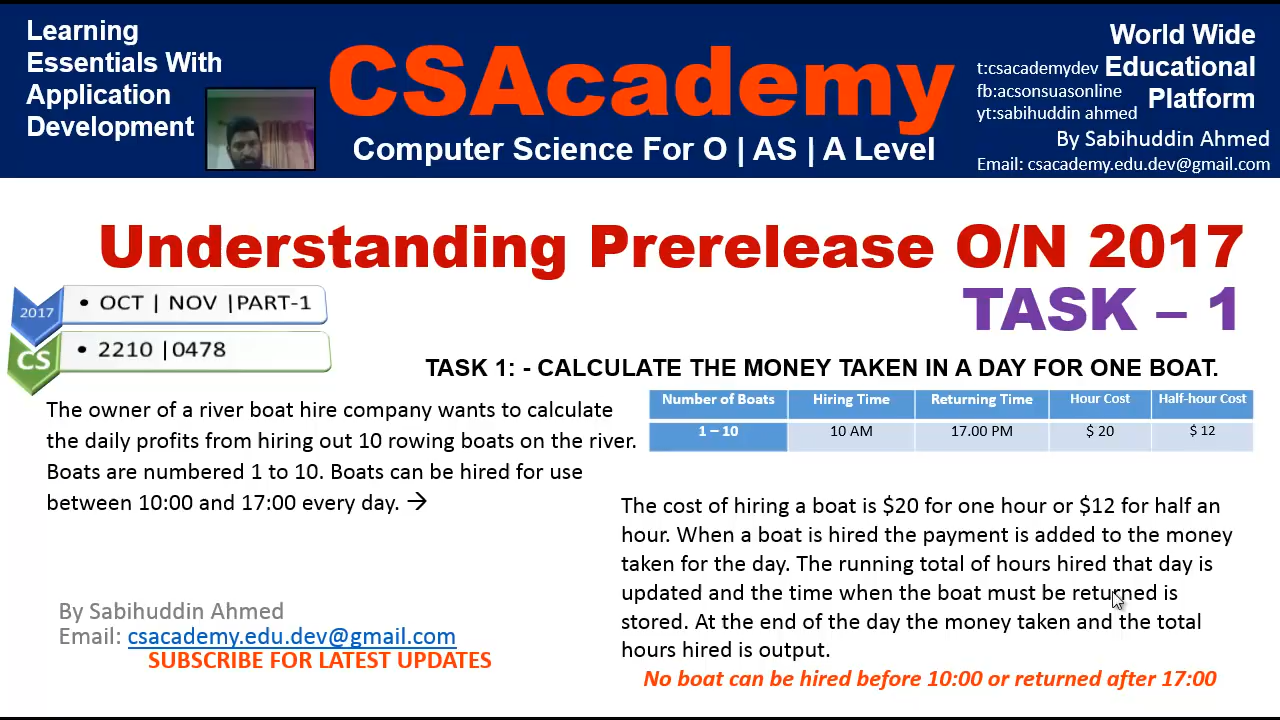 Learning
Essentials With
Application
Development
CSAcademy
Computer Science For O | AS | A Level
World Wide
t:csacademydev Educational
fb:acsonsuasonline
yt:sabihuddin ahmed Platform
By Sabihuddin Ahmed
Email: csacademy.edu.dev@gmail.com
Understanding Prerelease O/N 2017
TASK – 1
2017 • OCT | NOV |PART-1
CS • 2210 |0478
TASK 1: - CALCULATE THE MONEY TAKEN IN A DAY FOR ONE BOAT.
The owner of a river boat hire company wants to calculate
the daily profits from hiring out 10 rowing boats on the river.
Boats are numbered 1 to 10. Boats can be hired for use
between 10:00 and 17:00 every day. →
Number of Boats Hiring Time Returning Time Hour Cost Half-hour Cost
1 – 10 10 AM 17.00 PM $ 20 $ 12
The cost of hiring a boat is $20 for one hour or $12 for half an
hour. When a boat is hired the payment is added to the money
taken for the day. The running total of hours hired that day is
updated and the time when the boat must be returned is
stored. At the end of the day the money taken and the total
hours hired is output.
No boat can be hired before 10:00 or returned after 17:00
By Sabihuddin Ahmed
Email: csacademy.edu.dev@gmail.com
SUBSCRIBE FOR LATEST UPDATES